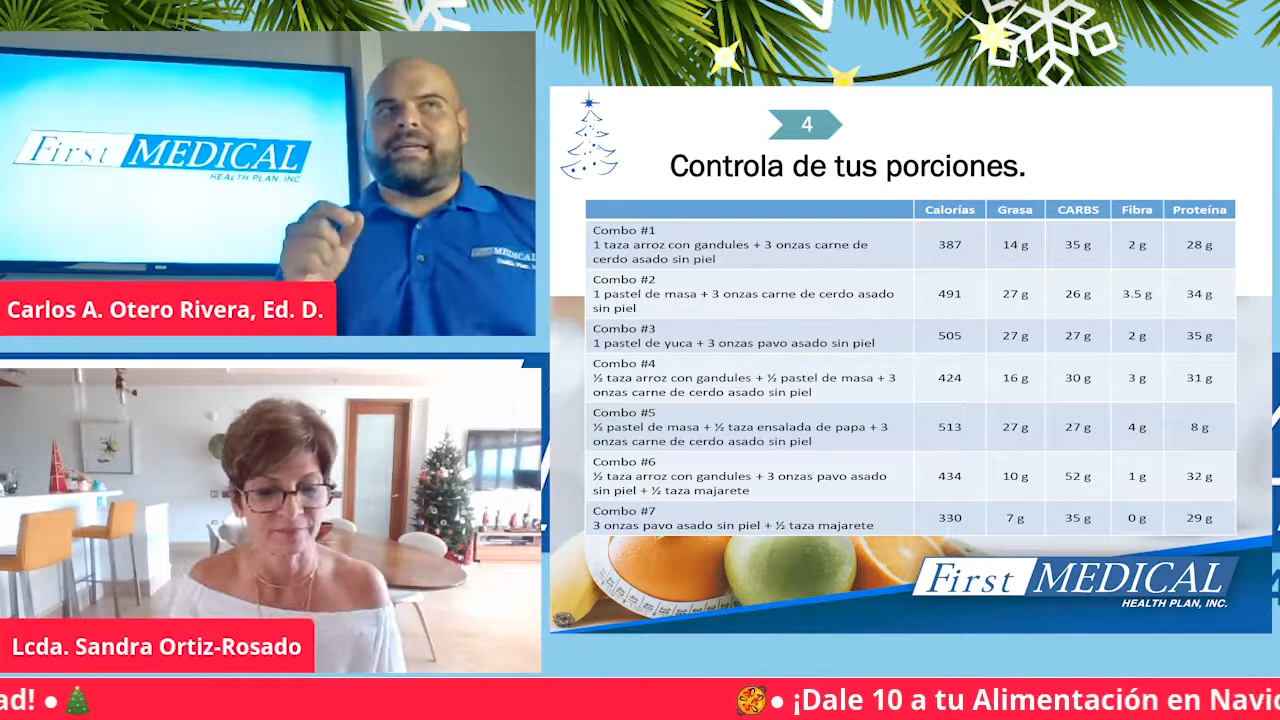 First MEDICAL
HEALTH PLAN, INC.
MEDICAL
Carlos A. Otero Rivera, Ed. D.
Lcda. Sandra Ortiz-Rosado
4
Controla de tus porciones.
Calorías Grasa CARBS Fibra Proteína
Combo #1
1 taza arroz con gandules + 3 onzas carne de
cerdo asado sin piel
387 14 g 35 g 2 g 28 g
Combo #2
1 pastel de masa + 3 onzas carne de cerdo asado
sin piel
491 27 g 26 g 3.5 g 34 g
Combo #3
1 pastel de yuca + 3 onzas pavo asado sin piel
505 27 g 27 g 2 g 35 g
Combo #4
½ taza arroz con gandules + ½ pastel de masa + 3
onzas carne de cerdo asado sin piel
424 16 g 30 g 3 g 31 g
Combo #5
½ pastel de masa + ½ taza ensalada de papa + 3
onzas carne de cerdo asado sin piel
513 27 g 27 g 4 g 8 g
Combo #6
½ taza arroz con gandules + 3 onzas pavo asado
sin piel + ½ taza majarete
434 10 g 52 g 1 g 32 g
Combo #7
3 onzas pavo asado sin piel + ½ taza majarete
330 7 g 35 g 0 g 29 g
First MEDICAL
HEALTH PLAN, INC.
ad! ● 🎄 🥘● ¡Dale 10 a tu Alimentación en Navid